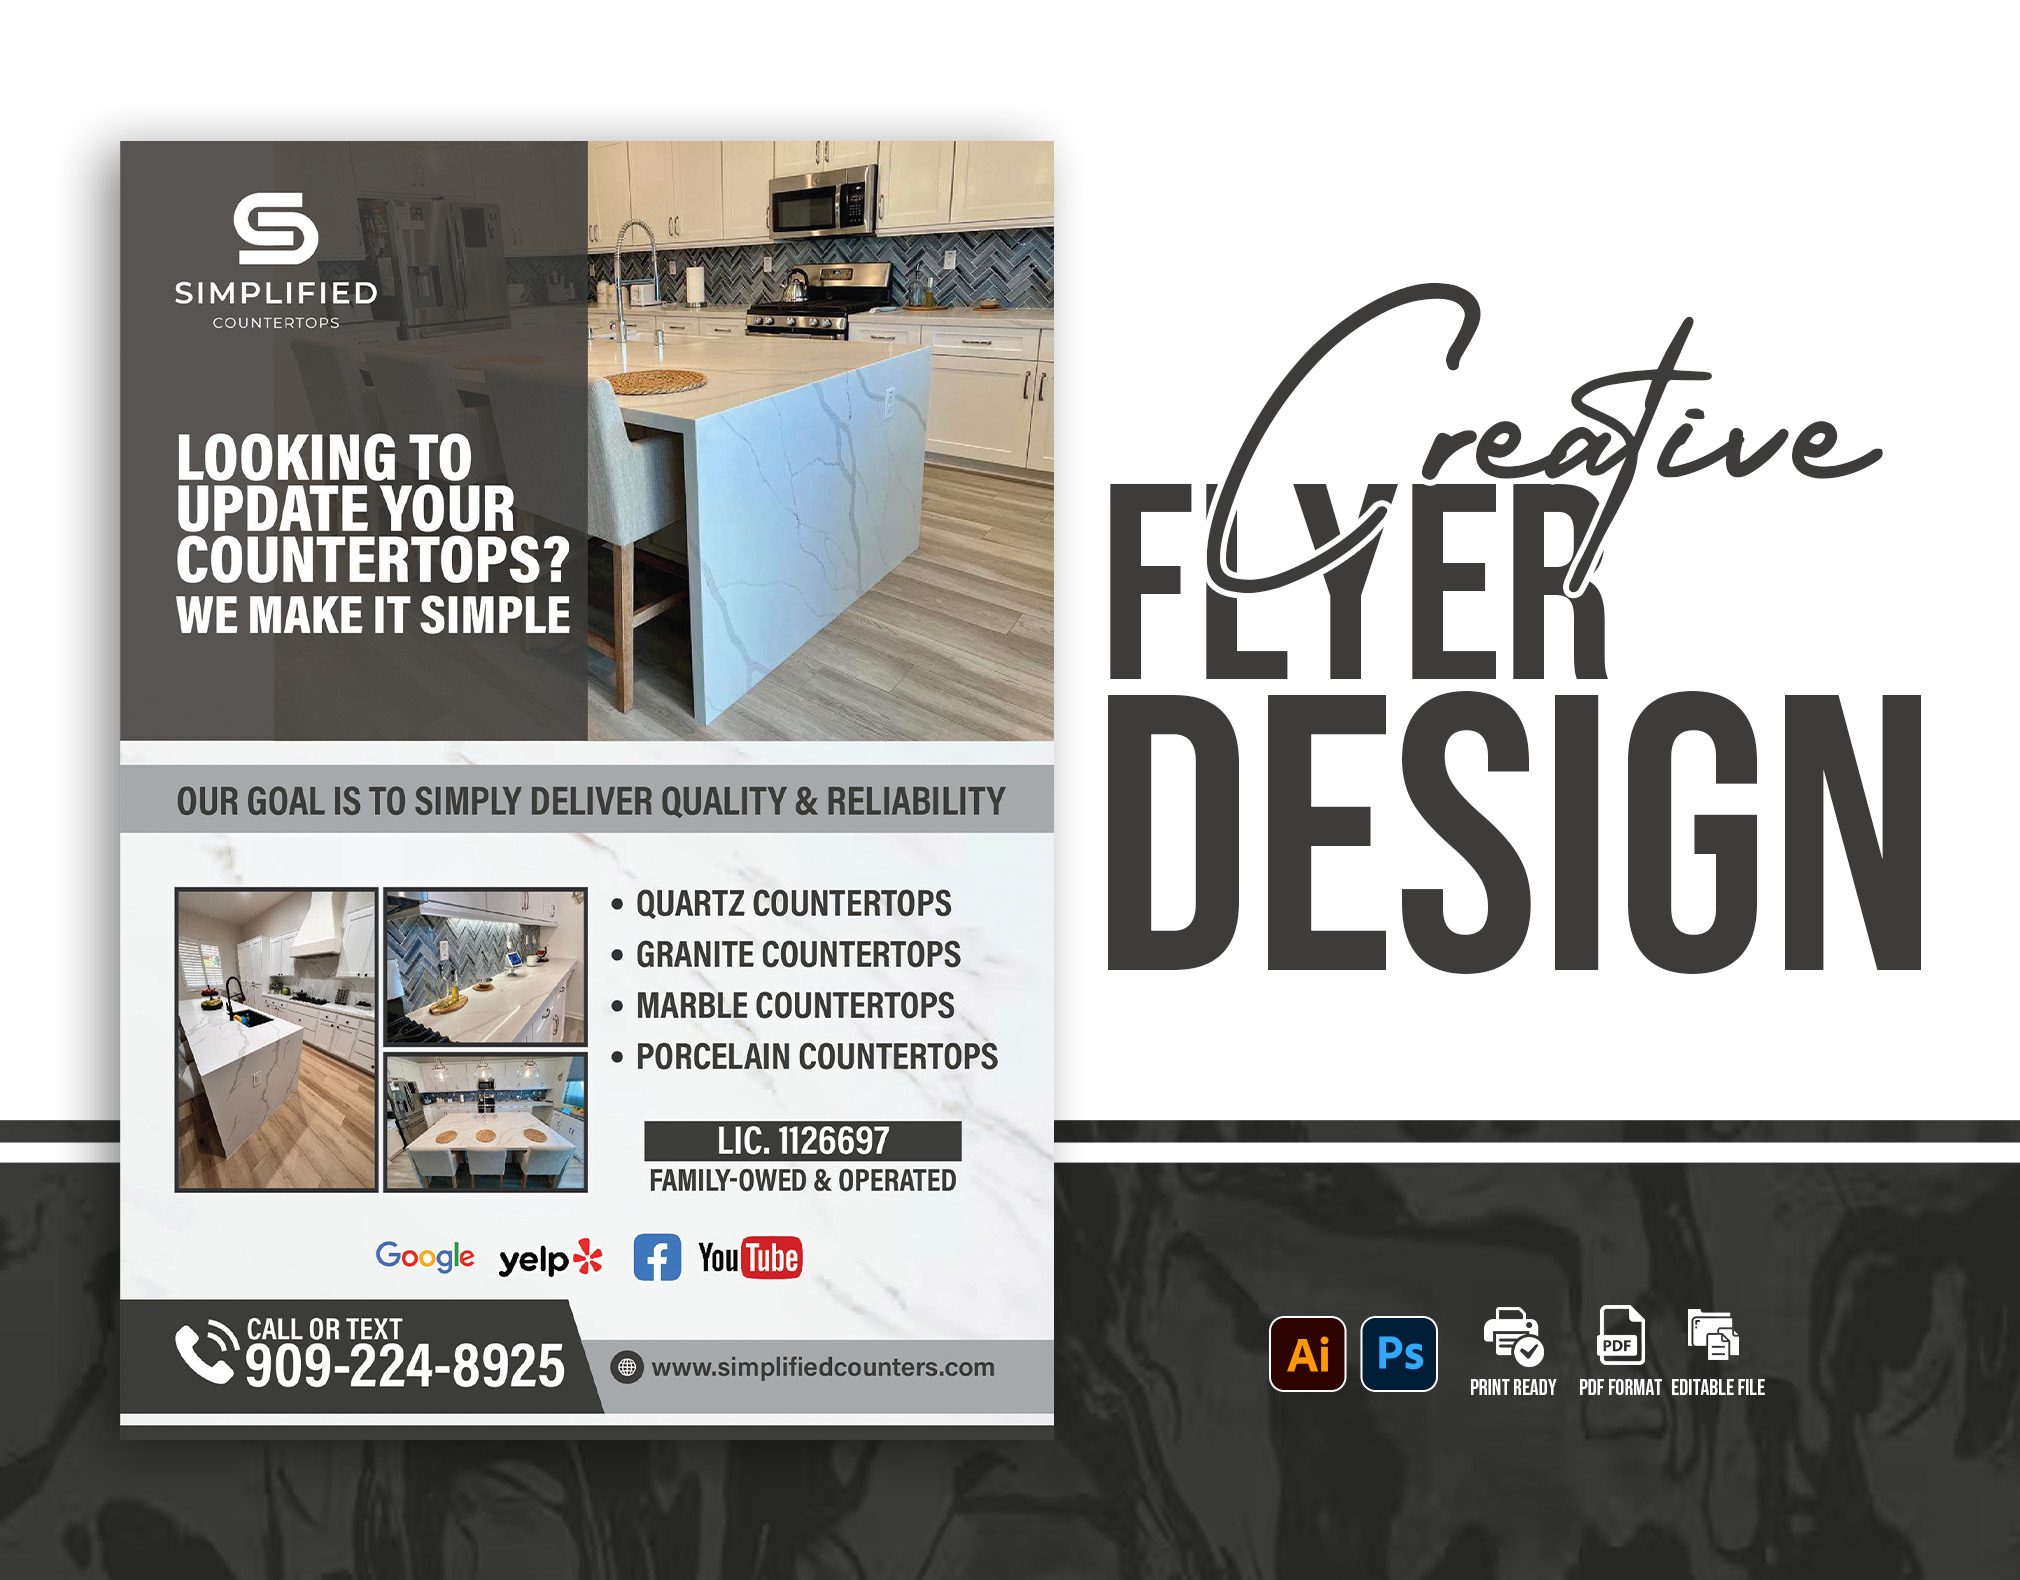 SIMPLIFIED
COUNTERTOPS
LOOKING TO
UPDATE YOUR
COUNTERTOPS?
WE MAKE IT SIMPLE
OUR GOAL IS TO SIMPLY DELIVER QUALITY & RELIABILITY
• QUARTZ COUNTERTOPS
• GRANITE COUNTERTOPS
• MARBLE COUNTERTOPS
• PORCELAIN COUNTERTOPS
LIC. 1126697
FAMILY-OWED & OPERATED
Google yelp YouTube
CALL OR TEXT
909-224-8925
www.simplifiedcounters.com
Creative
FLYER
DESIGN
Ai Ps
PDF
PRINT READY PDF FORMAT EDITABLE FILE